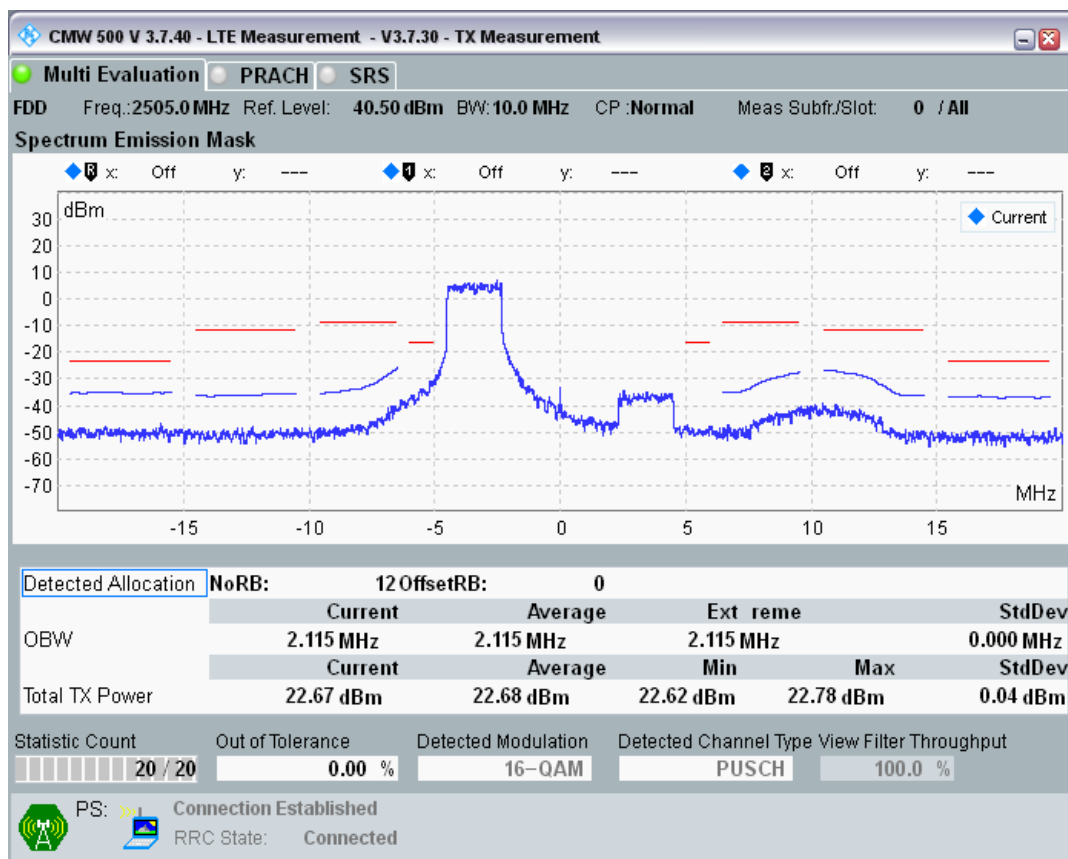 CMW 500 V 3.7.40 - LTE Measurement - V3.7.30 - TX Measurement
Multi Evaluation PRACH SRS
FDD Freq.:2505.0 MHz Ref. Level: 40.50 dBm BW:10.0 MHz CP :Normal Meas Subfr./Slot: 0 / All
Spectrum Emission Mask
R x: Off y: --- 1 x: Off y: --- 2 x: Off y: ---
dBm
Current
30
20
10
0
-10
-20
-30
-40
-50
-60
-70
MHz
-15 -10 -5 0 5 10 15
Detected Allocation NoRB: 12 OffsetRB: 0
Current Average Ext reme StdDev
OBW 2.115 MHz 2.115 MHz 2.115 MHz 0.000 MHz
Current Average Min Max StdDev
Total TX Power 22.67 dBm 22.68 dBm 22.62 dBm 22.78 dBm 0.04 dBm
Statistic Count Out of Tolerance Detected Modulation Detected Channel Type View Filter Throughput
20 / 20 0.00 % 16-QAM PUSCH 100.0 %
PS: Connection Established
RRC State: Connected